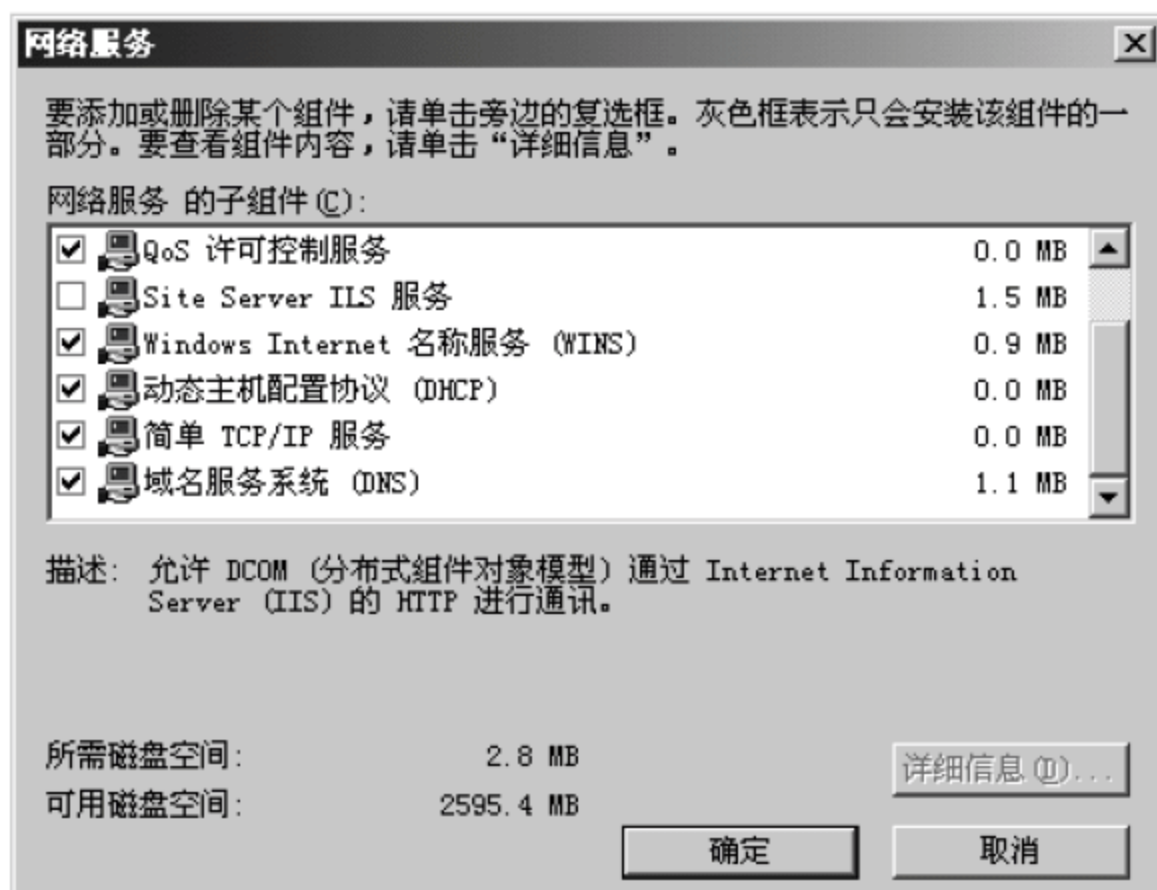 网络服务
要添加或删除某个组件，请单击旁边的复选框。灰色框表示只会安装该组件的一
部分。要查看组件内容，请单击“详细信息”。
网络服务 的子组件(C):
QoS 许可控制服务 0.0 MB
Site Server ILS 服务 1.5 MB
Windows Internet 名称服务 (WINS) 0.9 MB
动态主机配置协议 (DHCP) 0.0 MB
简单 TCP/IP 服务 0.0 MB
域名服务系统 (DNS) 1.1 MB
描述: 允许 DCOM (分布式组件对象模型) 通过 Internet Information
Server (IIS) 的 HTTP 进行通讯。
所需磁盘空间: 2.8 MB
详细信息(D)...
可用磁盘空间: 2595.4 MB
确定 取消